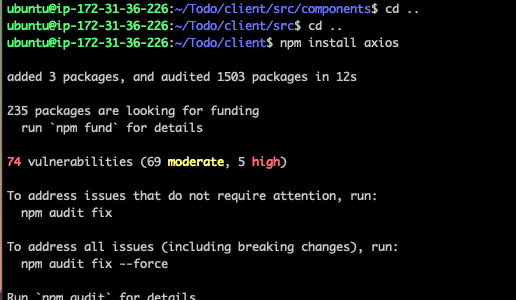 ubuntu@ip-172-31-36-226:~/Todo/client/src/components$ cd ..
ubuntu@ip-172-31-36-226:~/Todo/client/src$ cd ..
ubuntu@ip-172-31-36-226:~/Todo/client$ npm install axios
added 3 packages, and audited 1503 packages in 12s
235 packages are looking for funding
run `npm fund` for details
74 vulnerabilities (69 moderate, 5 high)
To address issues that do not require attention, run:
npm audit fix
To address all issues (including breaking changes), run:
npm audit fix --force
Run `npm audit` for details